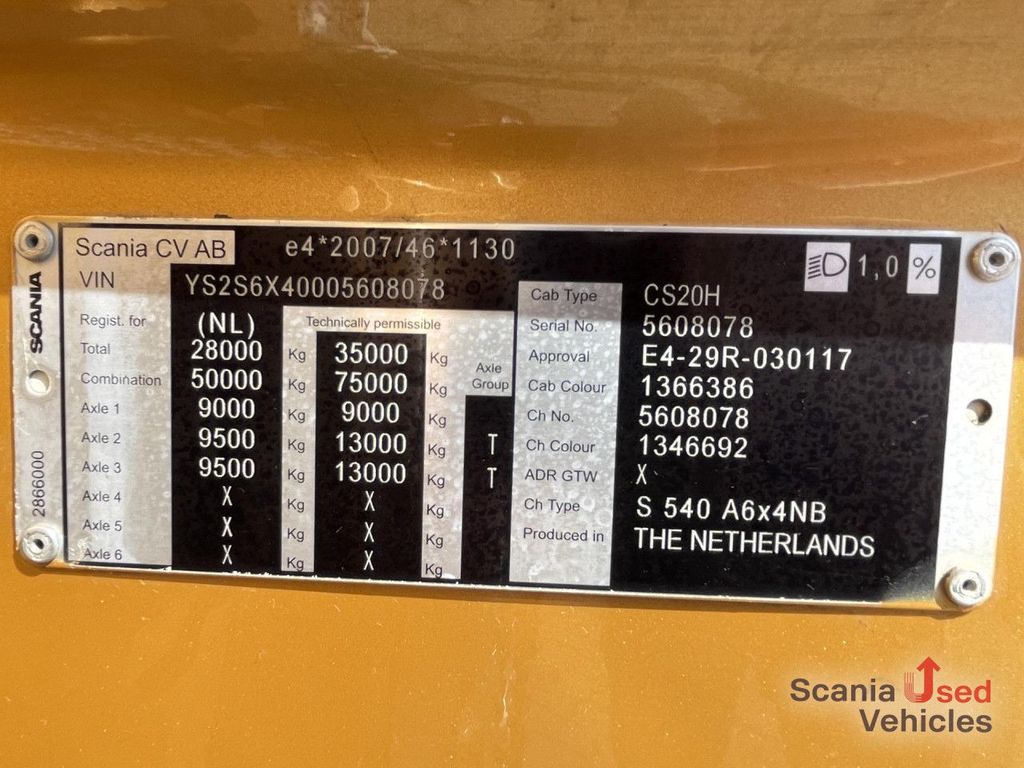 Scania CV AB e4*2007/46*1130 1,0 %
VIN YS2S6X40005608078
SCANIA
2866000
Regist. for (NL) Technically permissible
Total 28000 Kg 35000 Kg Axle Group
Combination 50000 Kg 75000 Kg
Axle 1 9000 Kg 9000 Kg
Axle 2 9500 Kg 13000 Kg T
Axle 3 9500 Kg 13000 Kg T
Axle 4 X Kg X Kg
Axle 5 X Kg X Kg
Axle 6 X Kg X Kg
Cab Type CS20H
Serial No. 5608078
Approval E4-29R-030117
Cab Colour 1366386
Ch No. 5608078
Ch Colour 1346692
ADR GTW X
Ch Type S 540 A6x4NB
Produced in THE NETHERLANDS
Scania Used
Vehicles